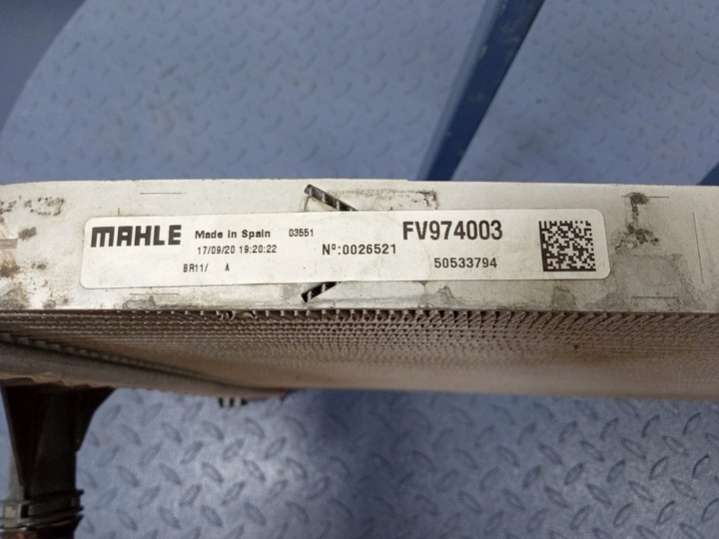 MAHLE Made in Spain 03551 FV974003
17/09/20 19:20:22 Nº:0026521
BR11/ A 50533794